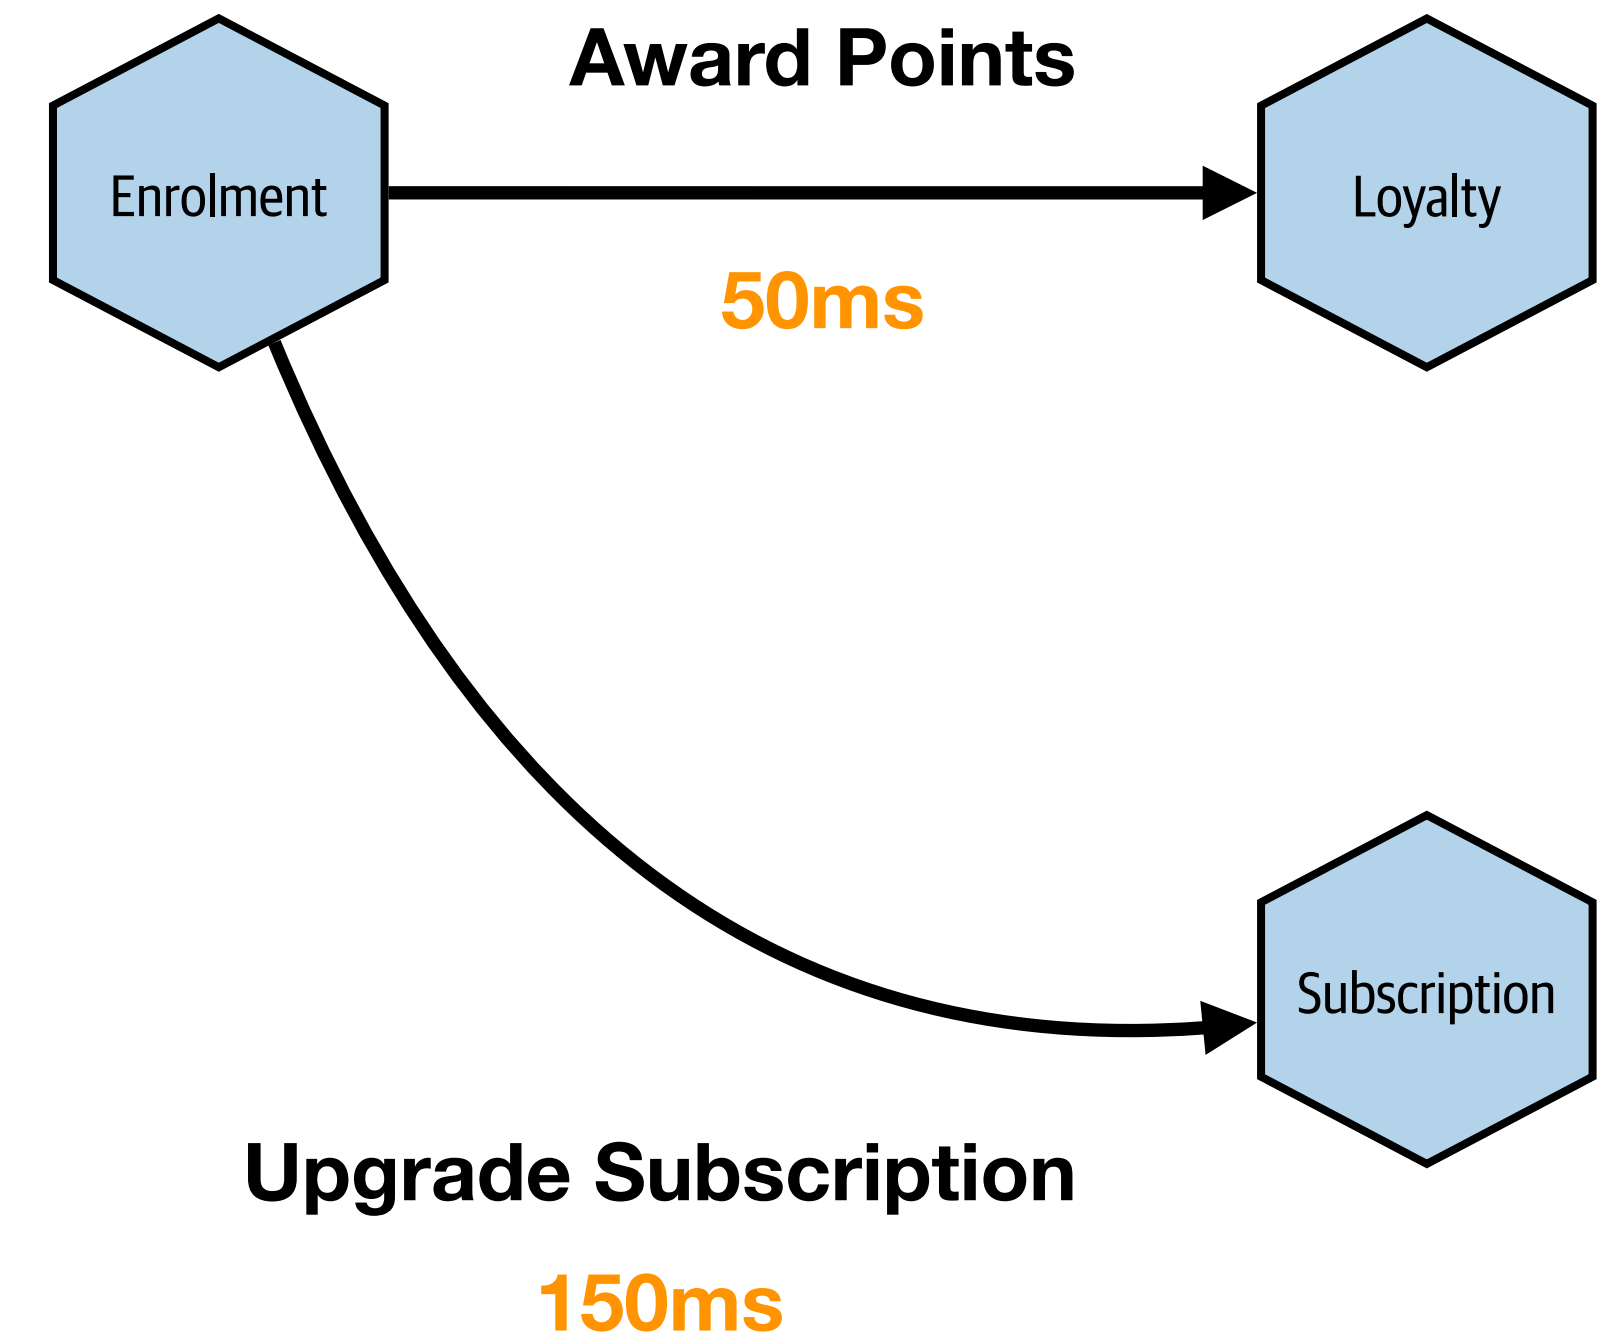 Award Points
Enrolment
Loyalty
50ms
Subscription
Upgrade Subscription
150ms